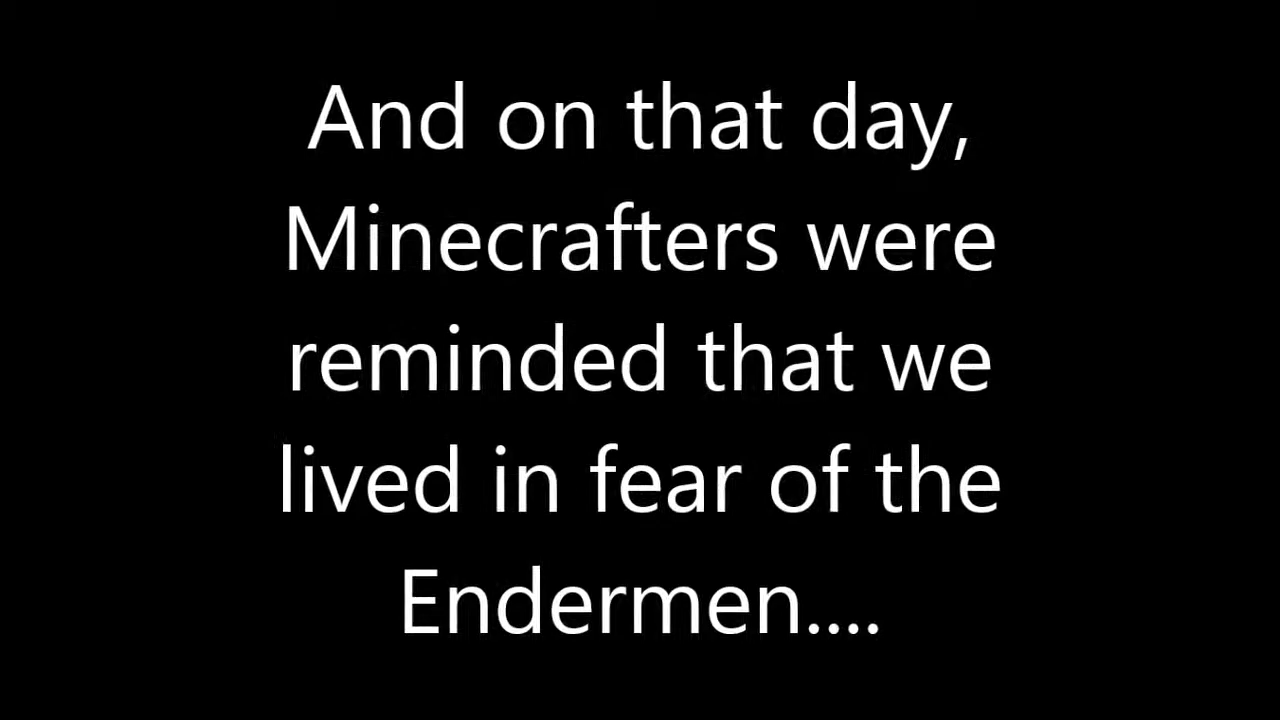 And on that day,
Minecrafters were
reminded that we
lived in fear of the
Endermen....